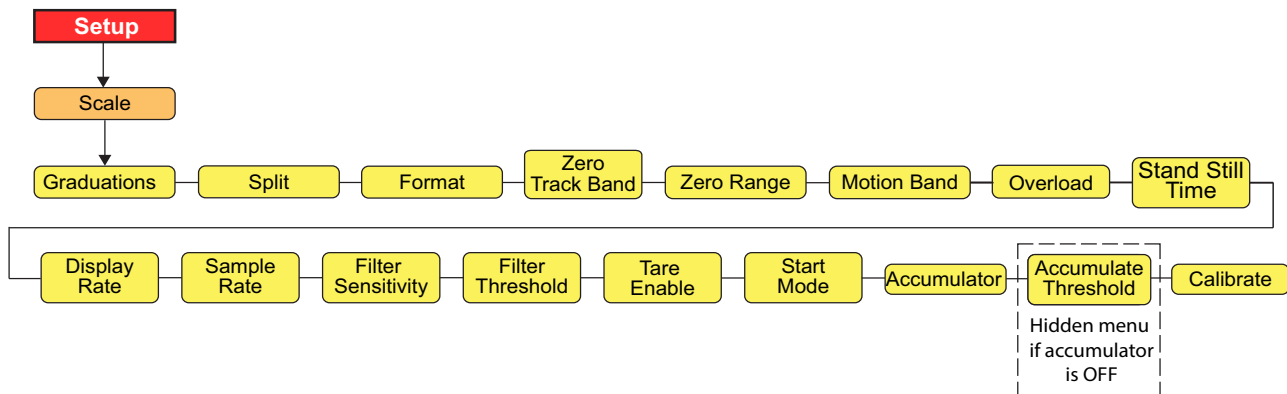 Setup
Scale
Graduations
Split
Format
Zero
Track Band
Zero Range
Motion Band
Overload
Stand Still
Time
Display
Rate
Sample
Rate
Filter
Sensitivity
Filter
Threshold
Tare
Enable
Start
Mode
Accumulator
Accumulate
Threshold
Hidden menu
if accumulator
is OFF
Calibrate